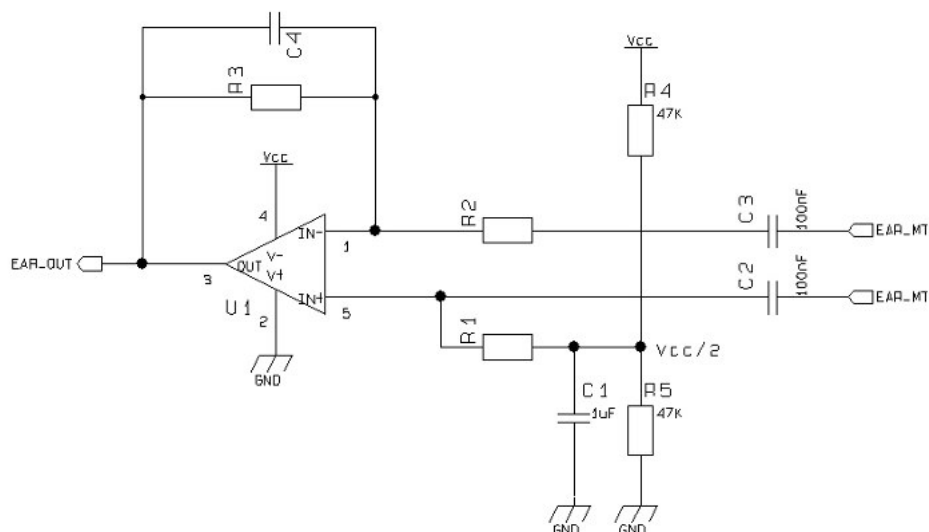 C4
R3
Vcc
R4
47K
Vcc
4
R2
C3
100nF
IN-
1
EAR_MT
V-
EAR_OUT
3
OUT
V+
C2
100nF
U1
2
IN+
5
EAR_MT
R1
Vcc/2
GND
C1
1uF
R5
47K
GND
GND